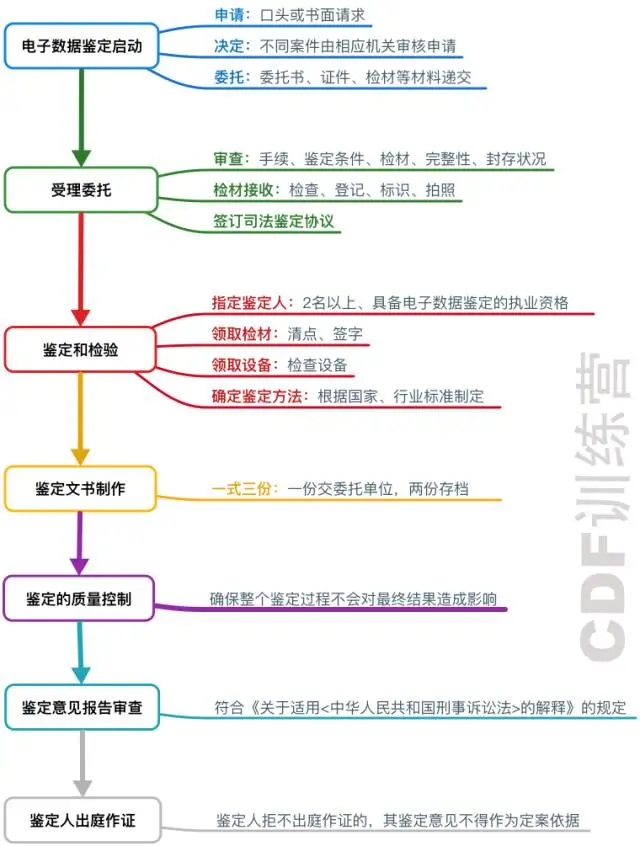 申请：口头或书面请求
电子数据鉴定启动
决定：不同案件由相应机关审核申请
委托：委托书、证件、检材等材料递交
审查：手续、鉴定条件、检材、完整性、封存状况
受理委托
检材接收：检查、登记、标识、拍照
签订司法鉴定协议
指定鉴定人：2名以上、具备电子数据鉴定的执业资格
领取检材：清点、签字
鉴定和检验
领取设备：检查设备
确定鉴定方法：根据国家、行业标准制定
鉴定文书制作
一式三份：一份交委托单位，两份存档
鉴定的质量控制
确保整个鉴定过程不会对最终结果造成影响
鉴定意见报告审查
符合《关于适用<中华人民共和国刑事诉讼法>的解释》的规定
鉴定人出庭作证
鉴定人拒不出庭作证的，其鉴定意见不得作为定案依据
CDF训练营